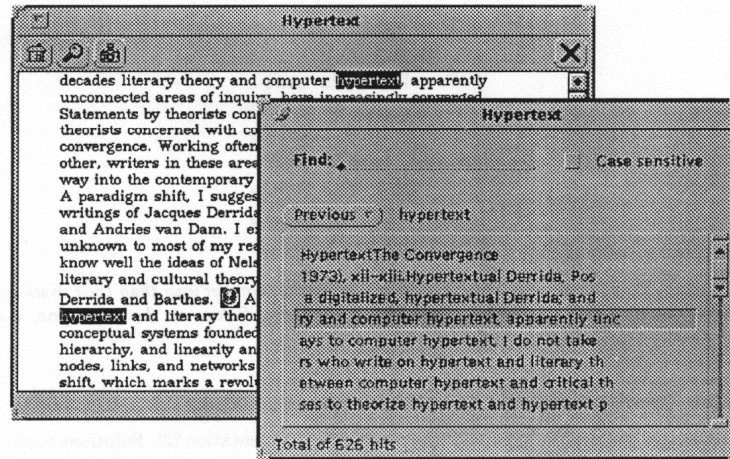 Hypertext
decades literary theory and computer hypertext, apparently
unconnected areas of inquiry, have increasingly converged.
Statements by theorists con
theorists concerned with co
convergence. Working often
other, writers in these area
way into the contemporary
A paradigm shift, I sugges
writings of Jacques Derrida
and Andries van Dam. I e
unknown to most of my rea
know well the ideas of Nels
literary and cultural theory
Derrida and Barthes. A
hypertext and literary theor
conceptual systems founded
hierarchy, and linearity an
nodes, links, and networks
shift, which marks a revolu
Hypertext
Find:
Case sensitive
Previous hypertext
HypertextThe Convergence
1973), xii-xiii.Hypertextual Derrida, Pos
a digitalized, hypertextual Derrida; and
ry and computer hypertext, apparently unc
ays to computer hypertext, I do not take
rs who write on hypertext and literary th
etween computer hypertext and critical th
ses to theorize hypertext and hypertext p
Total of 626 hits